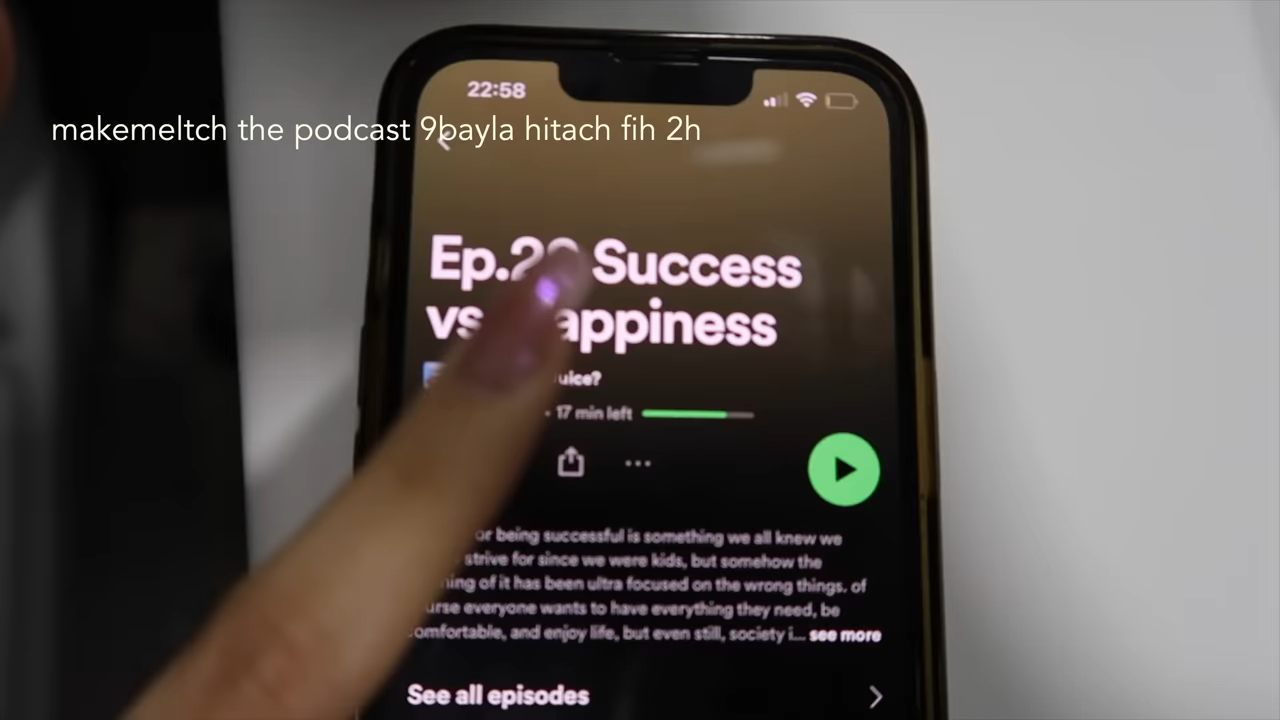 22:58
makemeltch the podcast 9bayla hitach fih 2h
Success
vs
17 min left
or being successful is something we all knew we
strive for since we were kids, but somehow the
of it has been ultra focused on the wrong things. of
everyone wants to have everything they need, be
and enjoy life, but even still, society i... see more
See all episodes